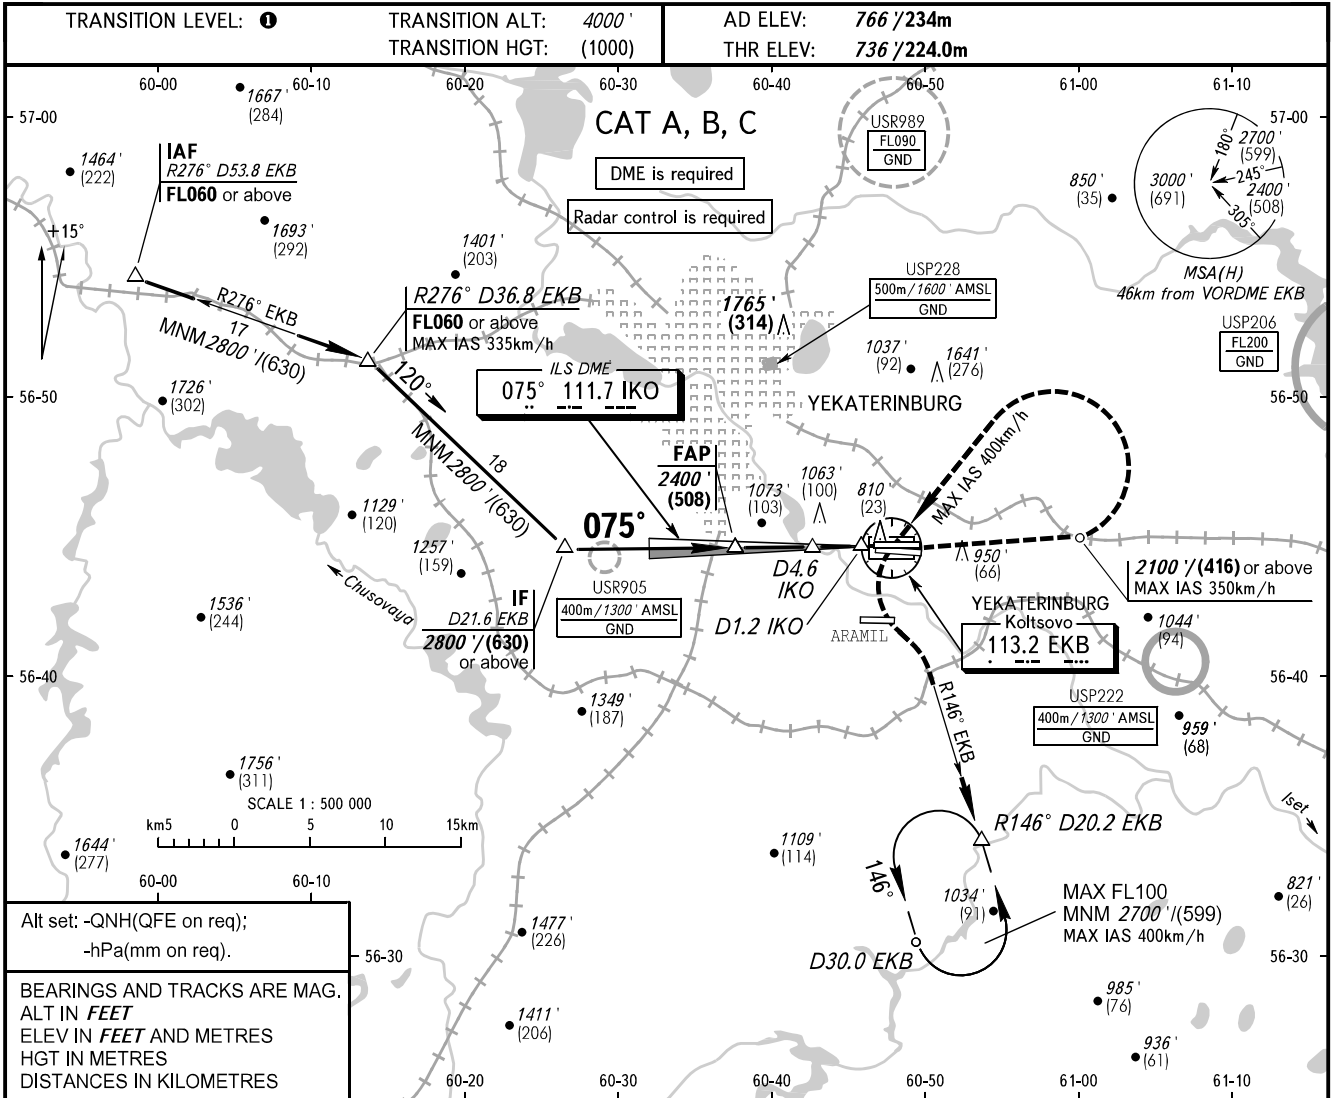 TRANSITION LEVEL: ❶
TRANSITION ALT: 4000 '
TRANSITION HGT: (1000)
AD ELEV: 766 '/234m
THR ELEV: 736 '/224.0m
60-00 60-10 60-20 60-30 60-40 60-50 61-00 61-10
57-00 57-00
1667 '
(284)
CAT A, B, C
DME is required
Radar control is required
USR989
FL090
GND
1464 '
(222)
IAF
R276° D53.8 EKB
FL060 or above
1693 '
(292)
+15°
1401 '
(203)
850 '
(35)
180°
2700 '
(599)
245°
3000 '
(691)
2400 '
(508)
305°
MSA(H)
46km from VORDME EKB
R276° EKB
17
MNM 2800 '/(630)
R276° D36.8 EKB
FL060 or above
MAX IAS 335km/h
1765 '
(314)
USP228
500m/1600 ' AMSL
GND
USP206
FL200
GND
1037 '
(92)
1641 '
(276)
ILS DME
075° 111.7 IKO
YEKATERINBURG
1726 '
(302)
56-50 56-50
120°
18
MNM 2800 '/(630)
MAX IAS 400km/h
FAP
2400 '
(508)
1073 '
(103)
1063 '
(100)
810 '
(23)
1129 '
(120)
075°
1257 '
(159)
Chusovaya
USR905
400m/1300 ' AMSL
GND
IF
D21.6 EKB
2800 '/(630)
or above
D4.6
IKO
D1.2 IKO
ARAMIL
950 '
(66)
2100 '/(416) or above
MAX IAS 350km/h
YEKATERINBURG
Koltsovo
113.2 EKB
1044 '
(94)
1536 '
(244)
56-40 56-40
1349 '
(187)
R146° EKB
USP222
400m/1300 ' AMSL
GND
959 '
(68)
1756 '
(311)
SCALE 1 : 500 000
km5 0 5 10 15km
1644 '
(277)
Iset
R146° D20.2 EKB
1109 '
(114)
146°
1034 '
(91)
MAX FL100
MNM 2700 '/(599)
MAX IAS 400km/h
821 '
(26)
60-00 60-10
Alt set: -QNH(QFE on req);
-hPa(mm on req).
1477 '
(226)
56-30 56-30
D30.0 EKB
985 '
(76)
1411 '
(206)
936 '
(61)
BEARINGS AND TRACKS ARE MAG.
ALT IN FEET
ELEV IN FEET AND METRES
HGT IN METRES
DISTANCES IN KILOMETRES
60-20 60-30 60-40 60-50 61-00 61-10